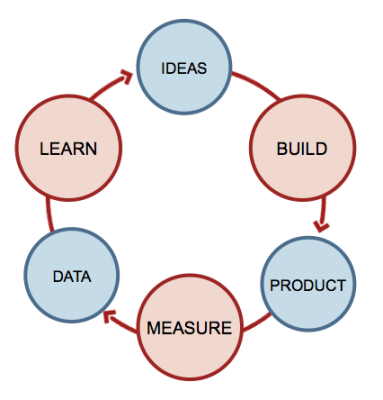 IDEAS
BUILD
PRODUCT
MEASURE
DATA
LEARN